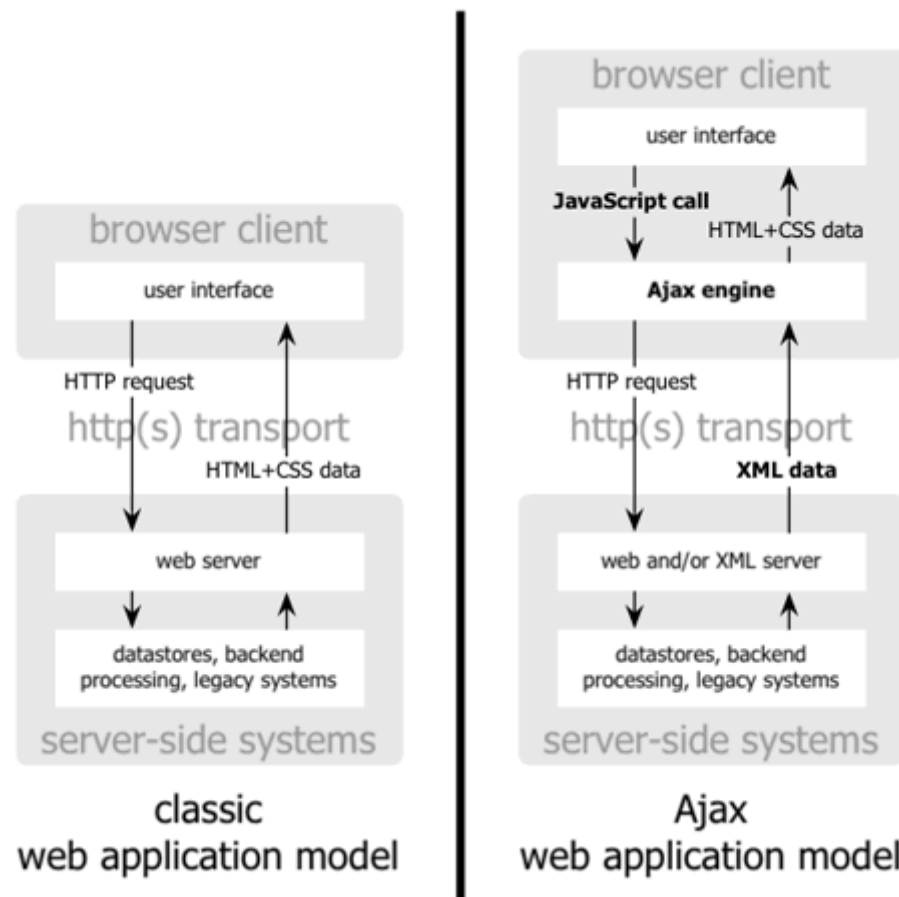 browser client
user interface
HTTP request
http(s) transport
HTML+CSS data
web server
datastores, backend
processing, legacy systems
server-side systems
classic
web application model
browser client
user interface
JavaScript call
HTML+CSS data
Ajax engine
HTTP request
http(s) transport
XML data
web and/or XML server
datastores, backend
processing, legacy systems
server-side systems
Ajax
web application model